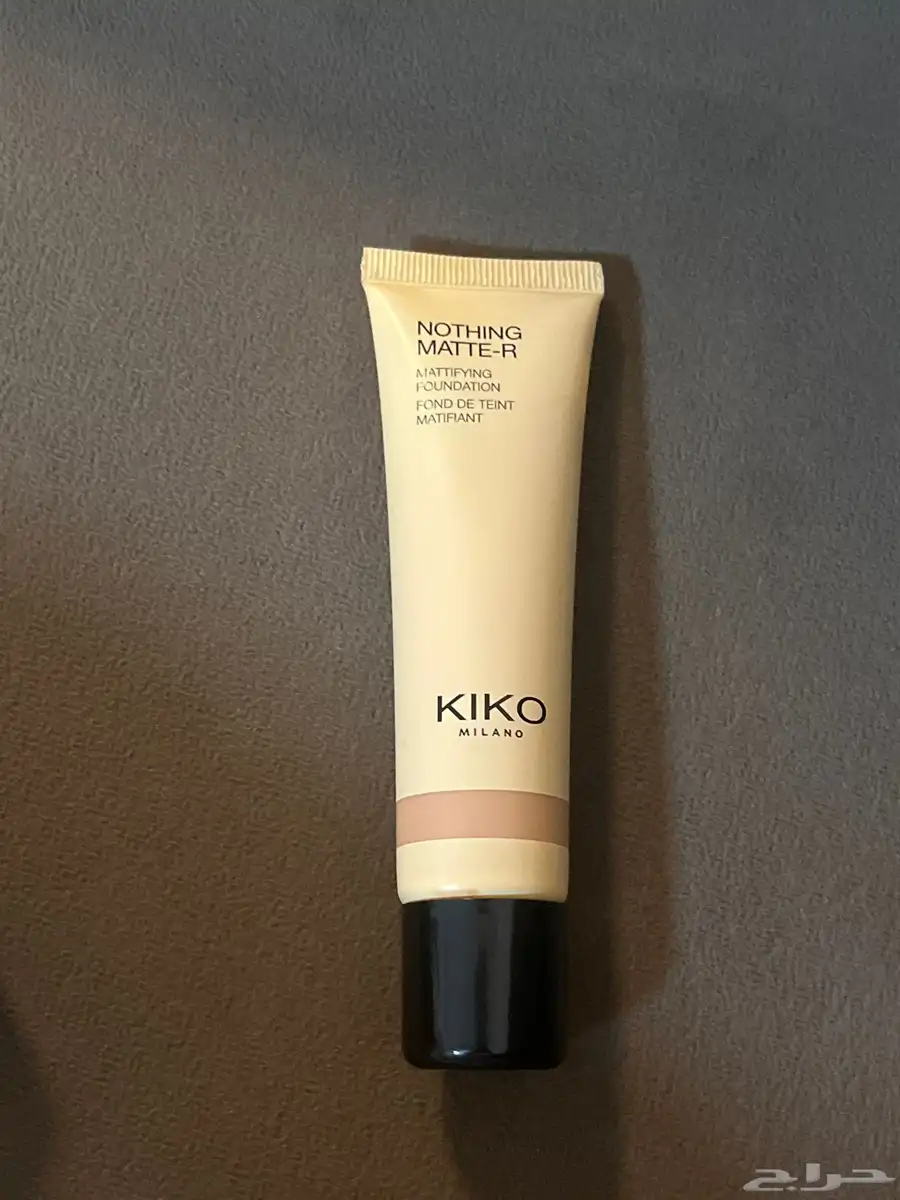 NOTHING
MATTE-R
MATTIFYING
FOUNDATION
FOND DE TEINT
MATIFIANT
KIKO
MILANO
حراج